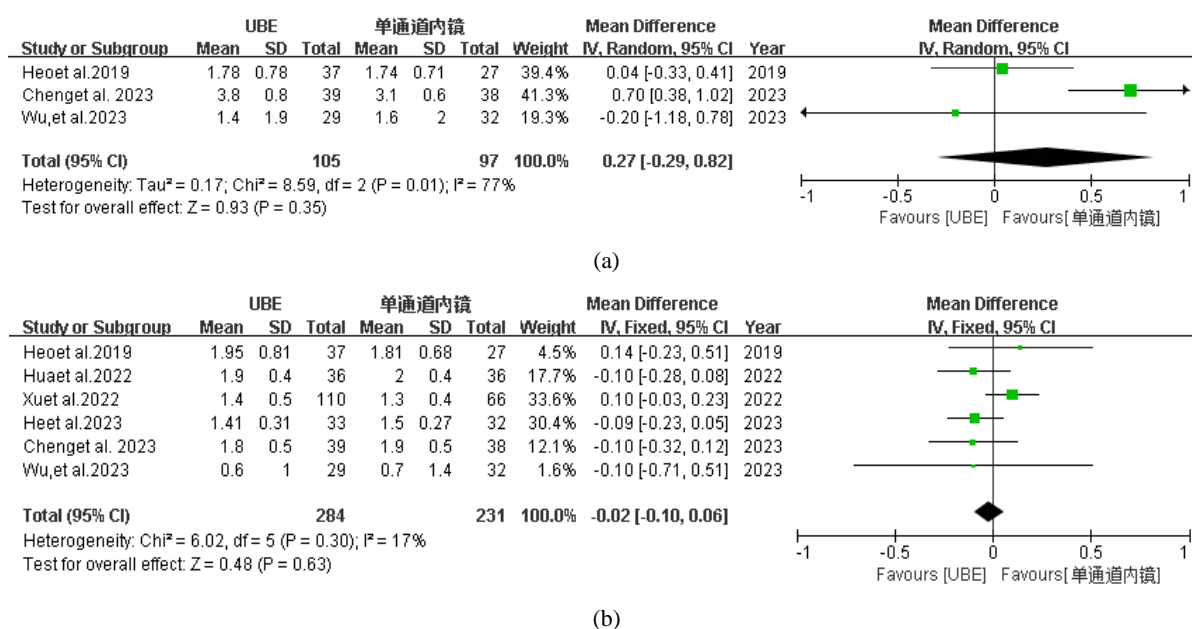 UBE 单通道内镜 Mean Difference Mean Difference
Study or Subgroup Mean SD Total Mean SD Total Weight IV, Random, 95% CI Year IV, Random, 95% CI
Heoet al.2019 1.78 0.78 37 1.74 0.71 27 39.4% 0.04 [-0.33, 0.41] 2019
Chenget al. 2023 3.8 0.8 39 3.1 0.6 38 41.3% 0.70 [0.38, 1.02] 2023
Wu,et al.2023 1.4 1.9 29 1.6 2 32 19.3% -0.20 [-1.18, 0.78] 2023
Total (95% CI) 105 97 100.0% 0.27 [-0.29, 0.82]
Heterogeneity: Tau² = 0.17; Chi² = 8.59, df = 2 (P = 0.01); I² = 77%
Test for overall effect: Z = 0.93 (P = 0.35)
-1 -0.5 0 0.5 1
Favours [UBE] Favours[单通道内镜]
(a)
UBE 单通道内镜 Mean Difference Mean Difference
Study or Subgroup Mean SD Total Mean SD Total Weight IV, Fixed, 95% CI Year IV, Fixed, 95% CI
Heoet al.2019 1.95 0.81 37 1.81 0.68 27 4.5% 0.14 [-0.23, 0.51] 2019
Huaet al.2022 1.9 0.4 36 2 0.4 36 17.7% -0.10 [-0.28, 0.08] 2022
Xuet al.2022 1.4 0.5 110 1.3 0.4 66 33.6% 0.10 [-0.03, 0.23] 2022
Heet al.2023 1.41 0.31 33 1.5 0.27 32 30.4% -0.09 [-0.23, 0.05] 2023
Chenget al. 2023 1.8 0.5 39 1.9 0.5 38 12.1% -0.10 [-0.32, 0.12] 2023
Wu,et al.2023 0.6 1 29 0.7 1.4 32 1.6% -0.10 [-0.71, 0.51] 2023
Total (95% CI) 284 231 100.0% -0.02 [-0.10, 0.06]
Heterogeneity: Chi² = 6.02, df = 5 (P = 0.30); I² = 17%
Test for overall effect: Z = 0.48 (P = 0.63)
-1 -0.5 0 0.5 1
Favours [UBE] Favours[单通道内镜]
(b)